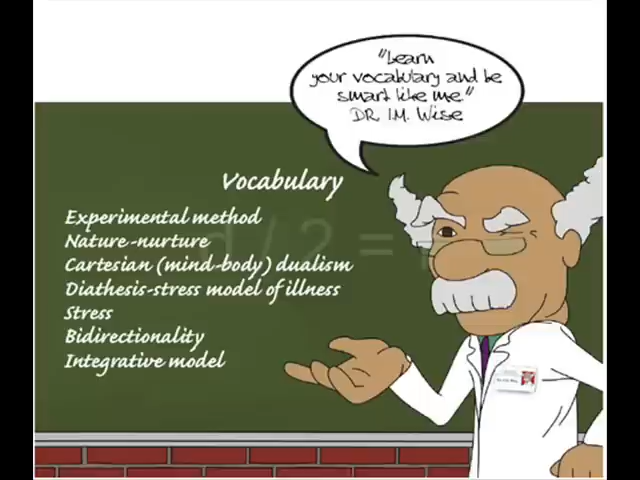 "Learn
your vocabulary and be
smart like me"
DR. I.M. Wise
Vocabulary
Experimental method
Nature-nurture
Cartesian (mind-body) dualism
Diathesis-stress model of illness
Stress
Bidirectionality
Integrative model
d / 2 =